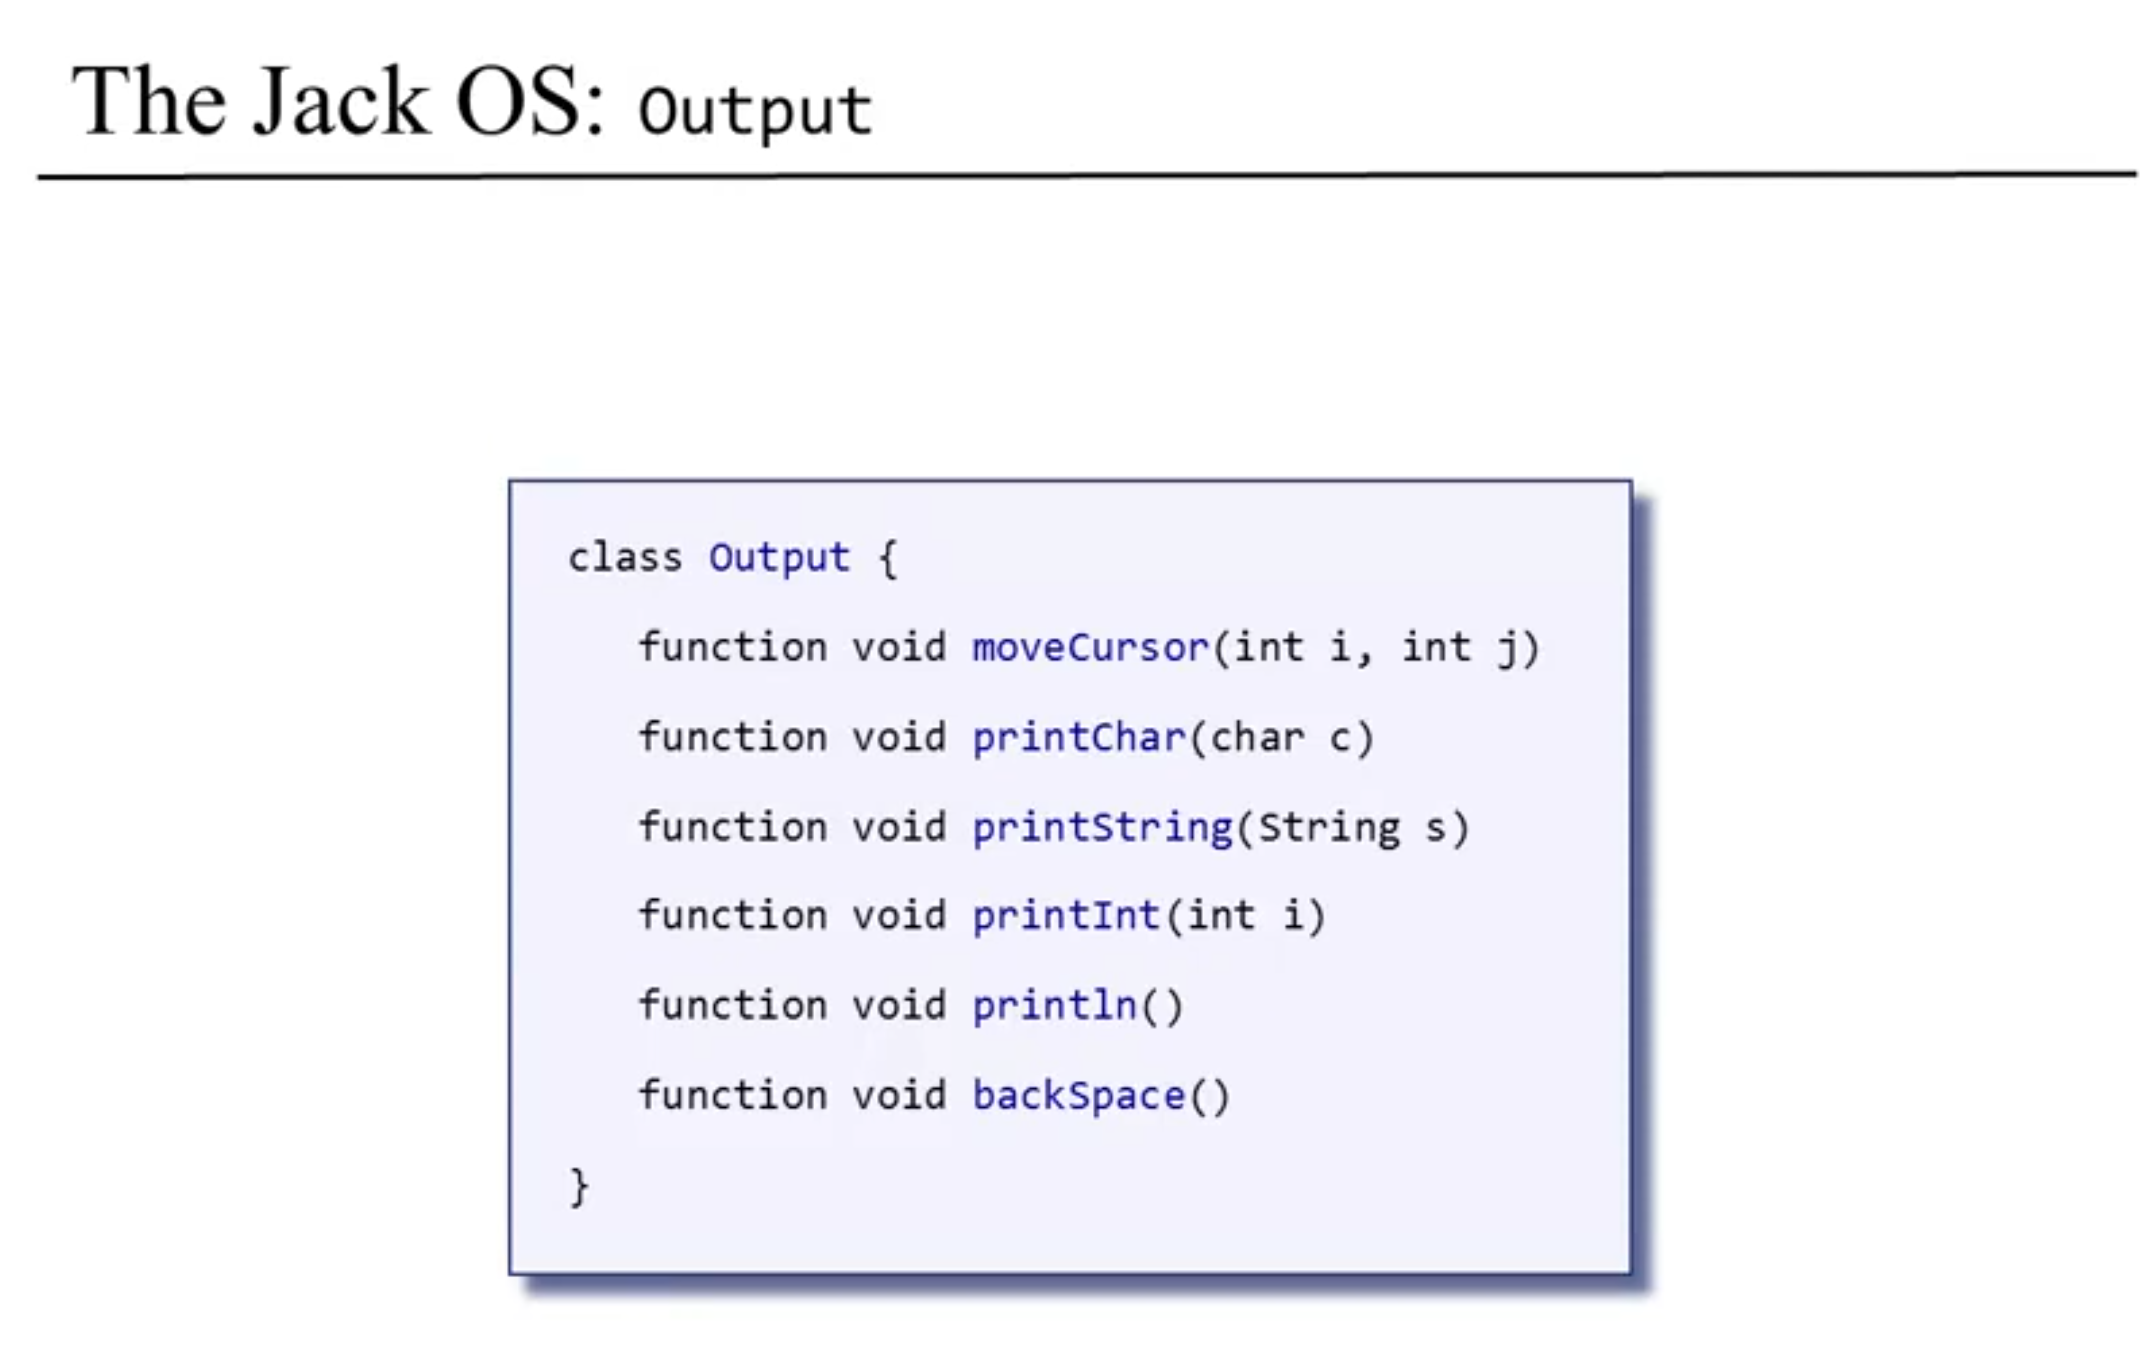 The Jack OS: Output
class Output {
function void moveCursor(int i, int j)
function void printChar(char c)
function void printString(String s)
function void printInt(int i)
function void println()
function void backSpace()
}